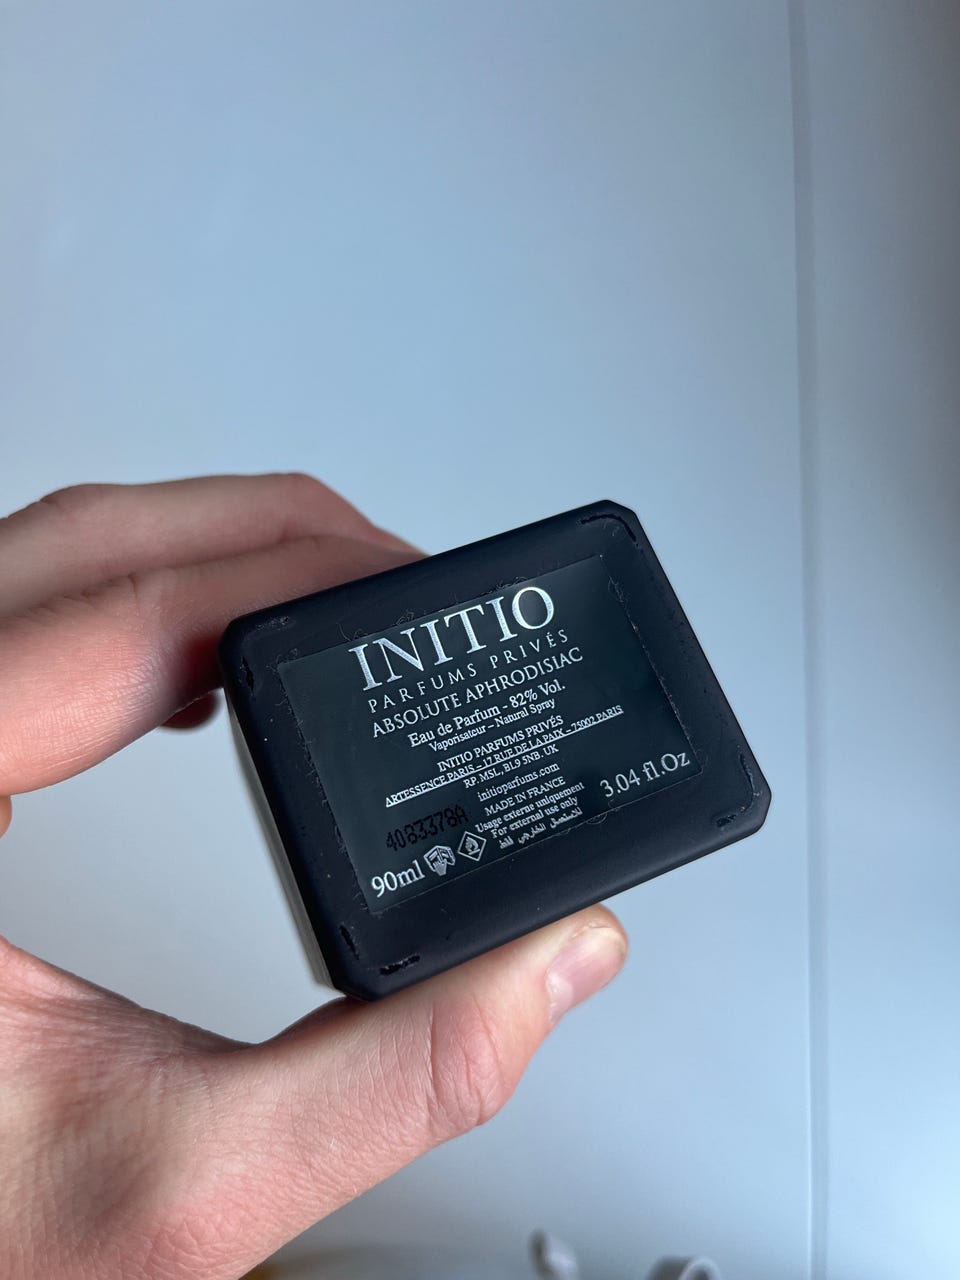 INITIO
PARFUMS PRIVÉS
ABSOLUTE APHRODISIAC
Eau de Parfum - 82% Vol.
Vaporisateur – Natural Spray
INITIO PARFUMS PRIVÉS
ARTESSENCE PARIS – 17 RUE DE LA PAIX – 75002 PARIS
RP. MSL, BL9 5NB. UK
initioparfums.com
MADE IN FRANCE
Usage externe uniquement
For external use only
للاستعمال الخارجي فقط
4083378A
90ml
3.04 fl.Oz